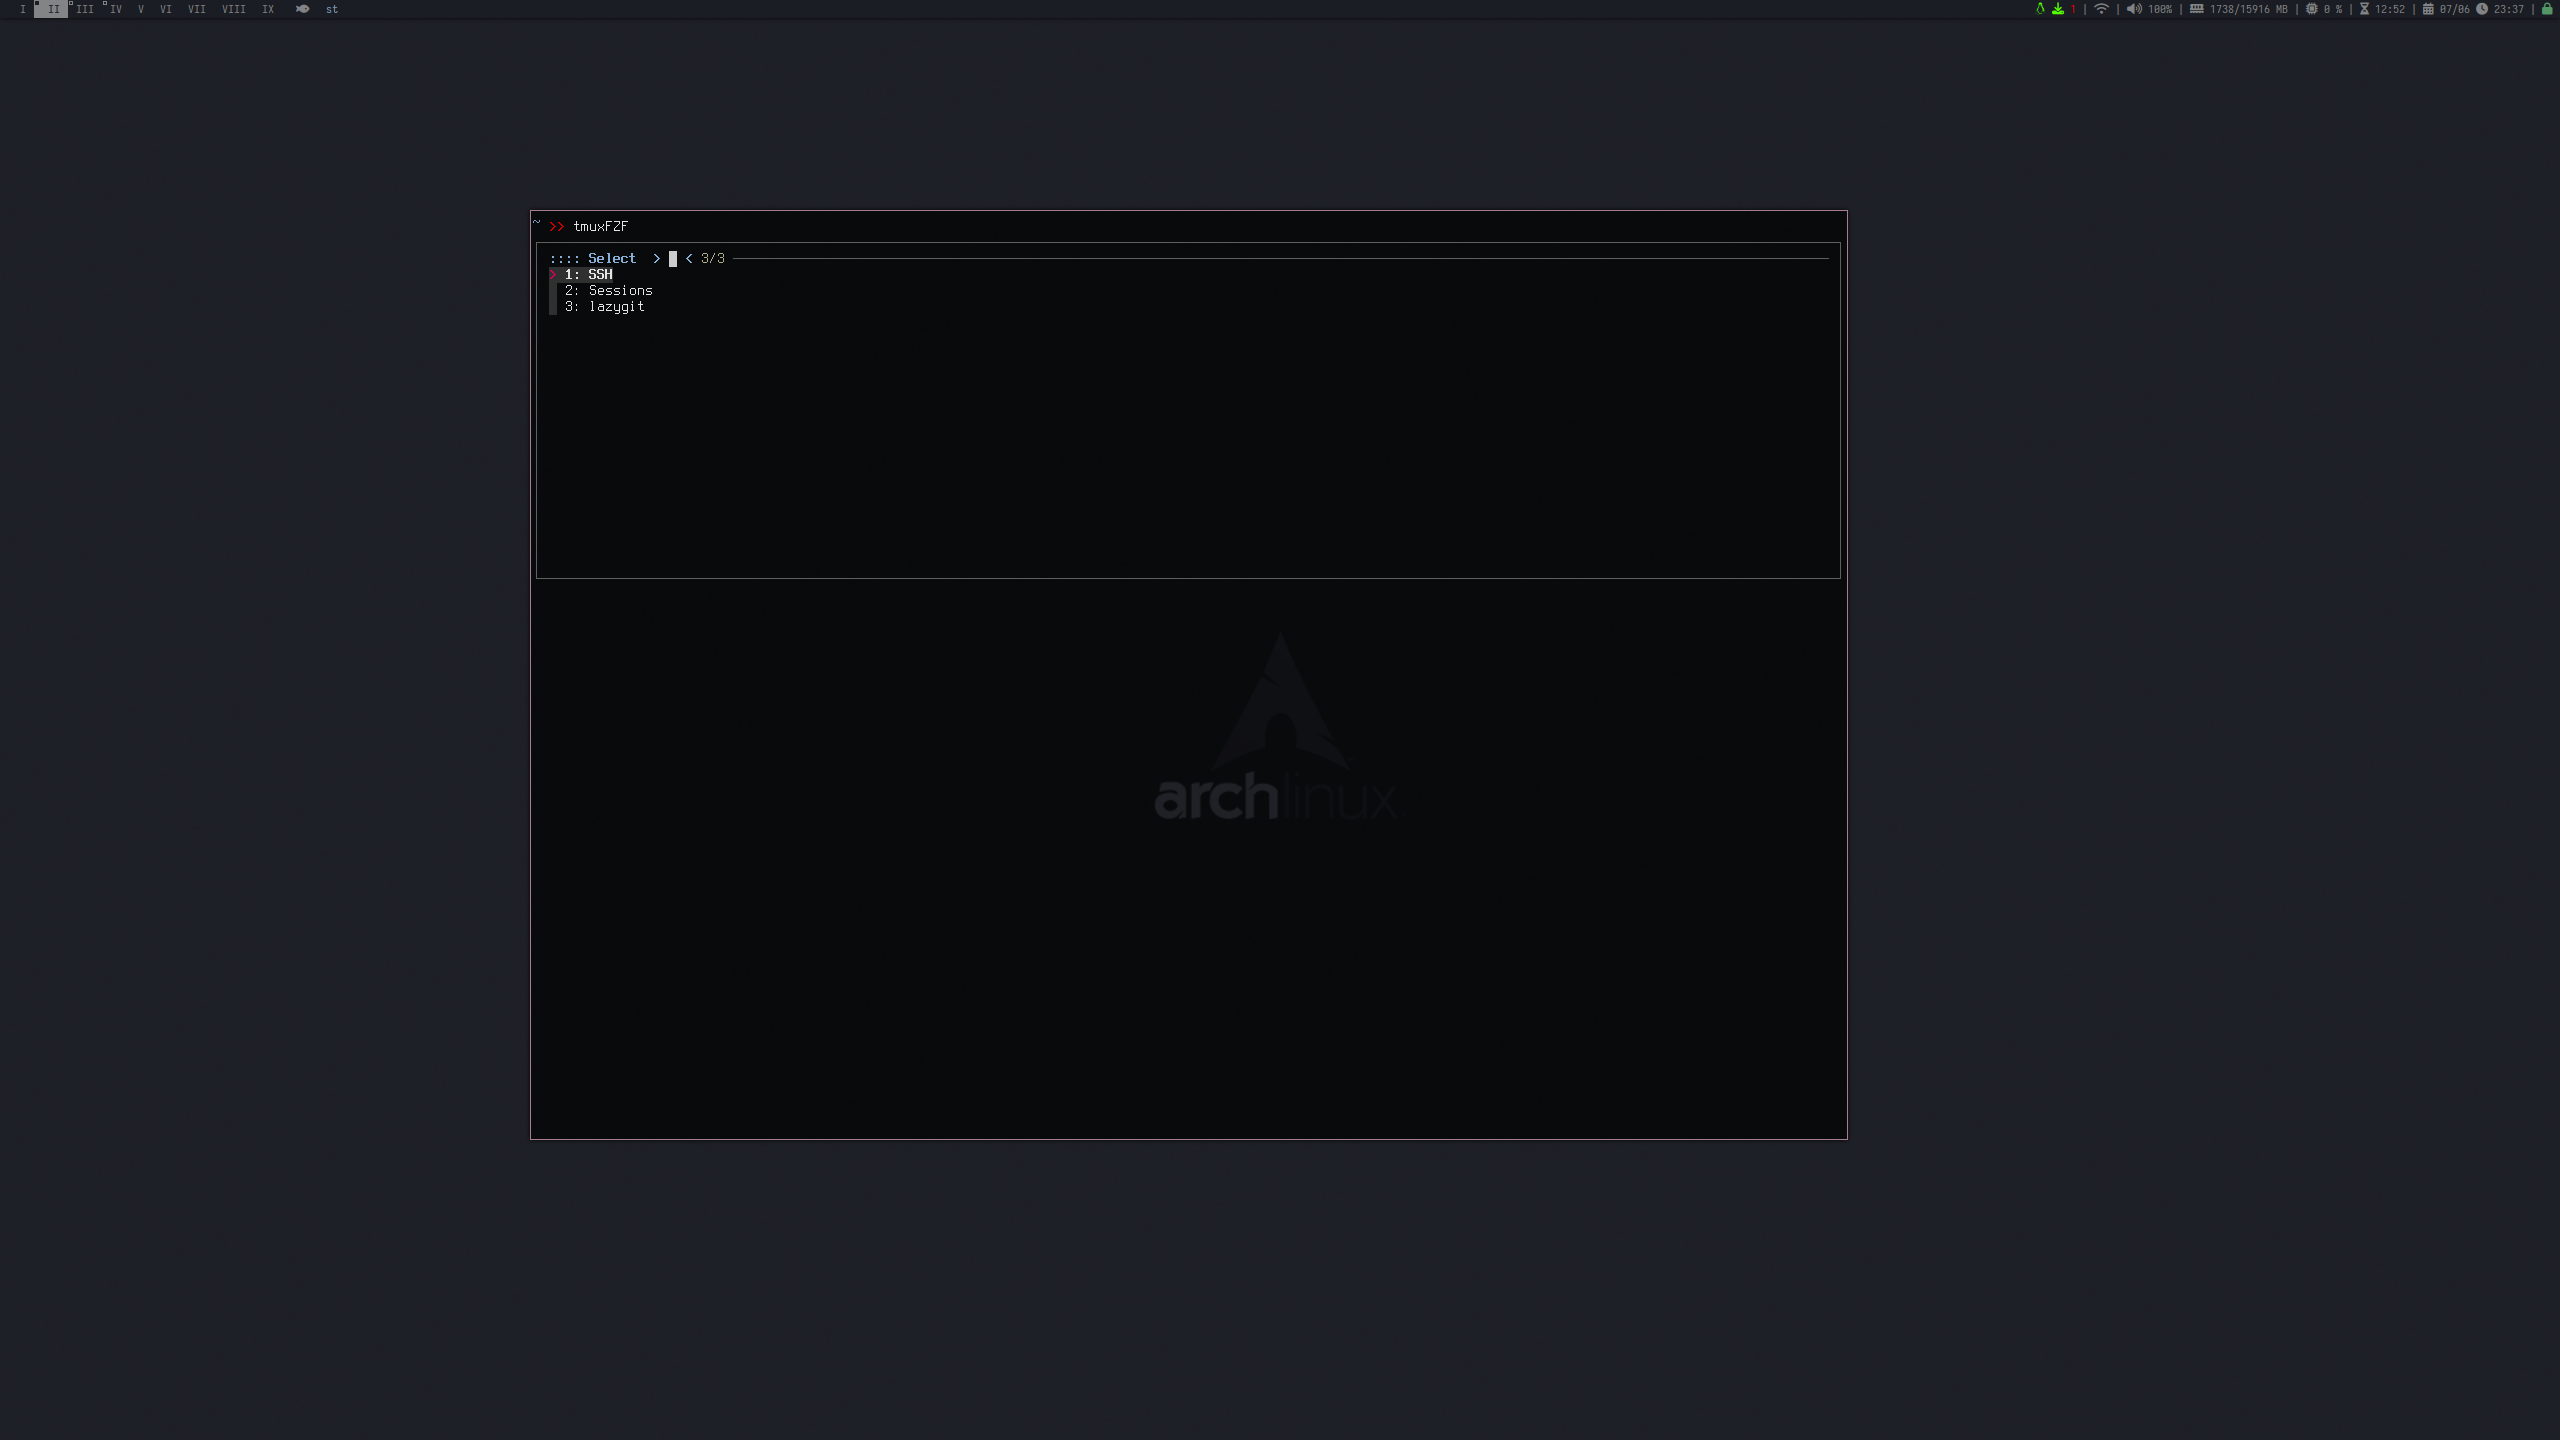 I II III IV V VI VII VIII IX st
1 | | 100% | 1738/15916 MB | 0 % | 12:52 | 07/06 23:37 |
~ >> tmuxFZF
:::: Select > < 3/3
> 1: SSH
2: Sessions
3: lazygit
archlinux